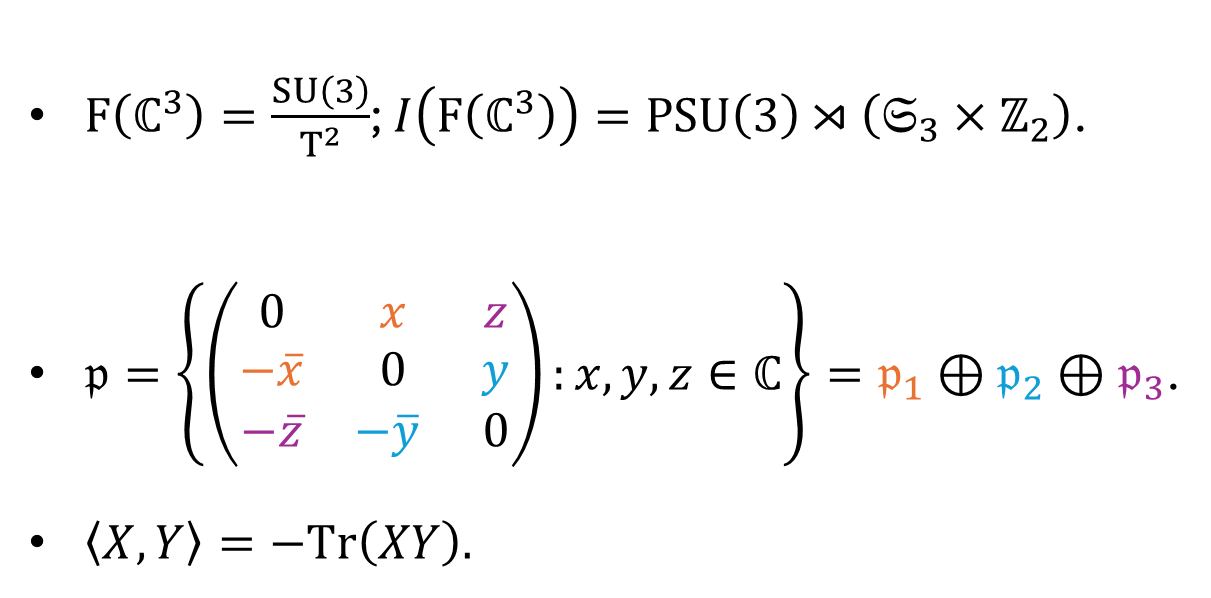 • F(ℂ³) = SU(3)/T²; I(F(ℂ³)) = PSU(3) ⋊ (𝔖₃ × ℤ₂).
• 𝔭 = { ( 0 x z
−x̄ 0 y
−z̄ −ȳ 0 ) : x, y, z ∈ ℂ } = 𝔭₁ ⊕ 𝔭₂ ⊕ 𝔭₃.
• ⟨X, Y⟩ = −Tr(XY).